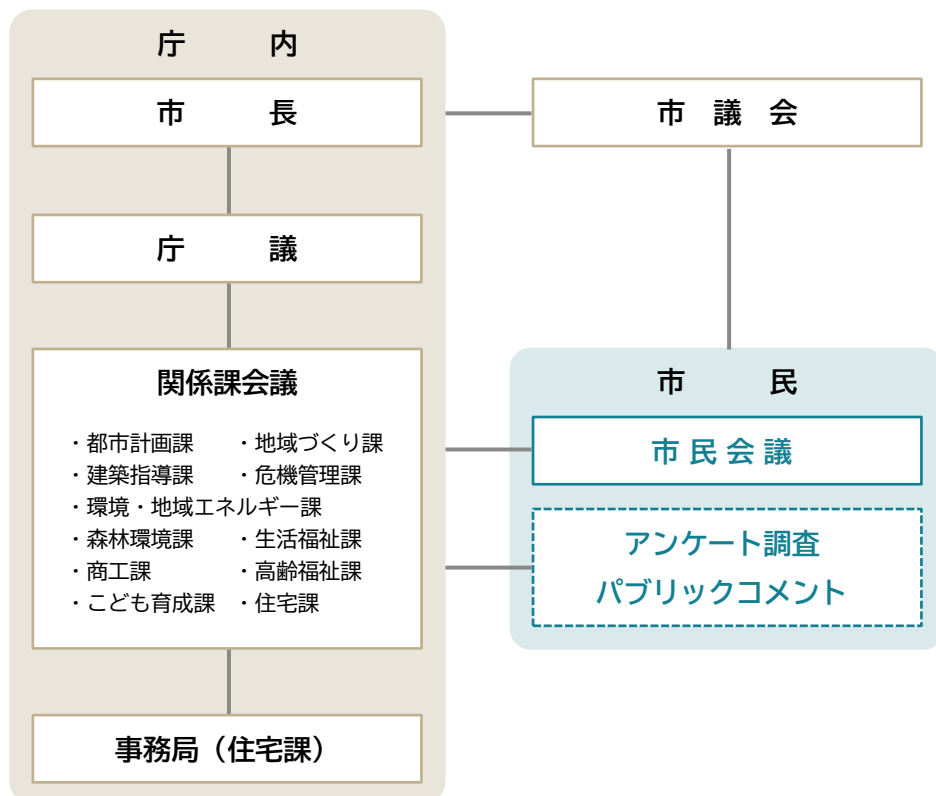 庁 内
市 長
庁 議
関係課会議
・都市計画課 ・地域づくり課
・建築指導課 ・危機管理課
・環境・地域エネルギー課
・森林環境課 ・生活福祉課
・商工課 ・高齢福祉課
・こども育成課 ・住宅課
事務局（住宅課）
市 議 会
市 民
市 民 会 議
アンケート調査
パブリックコメント